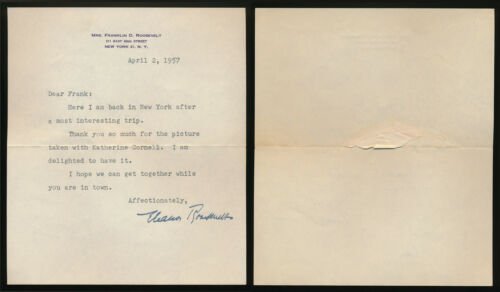 MRS. FRANKLIN D. ROOSEVELT
NEW YORK 21, N. Y.
April 2, 1957
Dear Frank:
Here I am back in New York after
a most interesting trip.
Thank you so much for the picture
taken with Katherine Cornell. I am
delighted to have it.
I hope we can get together while
you are in town.
Affectionately,
Eleanor Roosevelt